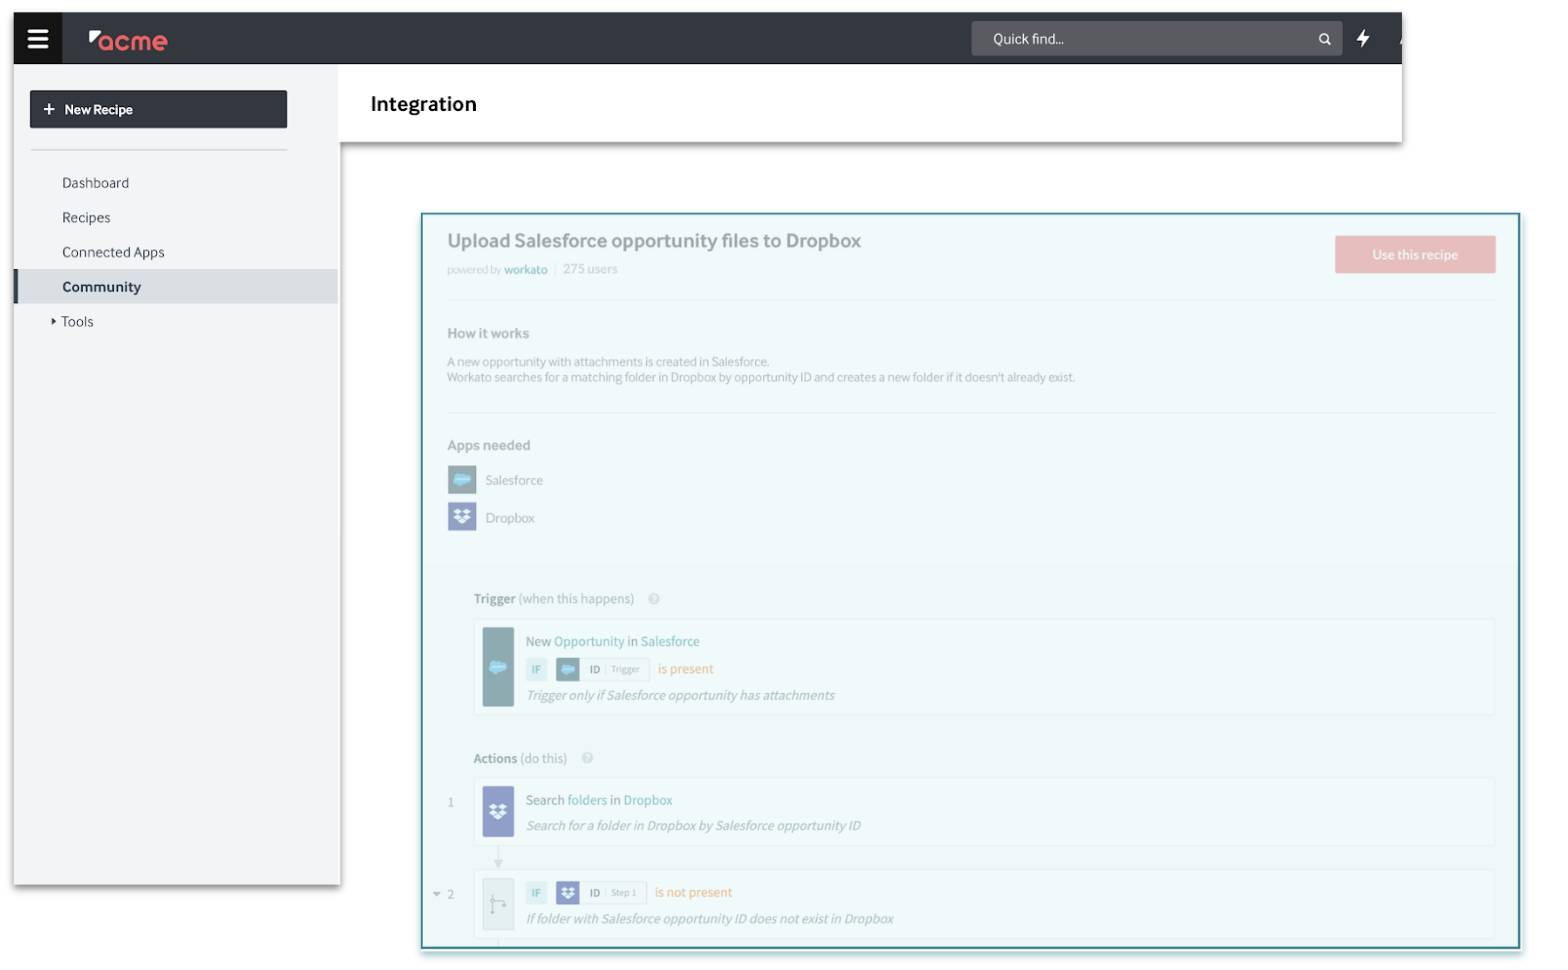 acme
Quick find...
+ New Recipe
Integration
Dashboard
Recipes
Connected Apps
Community
Tools
Upload Salesforce opportunity files to Dropbox
Use this recipe
powered by workato | 275 users
How it works
A new opportunity with attachments is created in Salesforce.
Workato searches for a matching folder in Dropbox by opportunity ID and creates a new folder if it doesn't already exist.
Apps needed
Salesforce
Dropbox
Trigger (when this happens) ?
New Opportunity in Salesforce
IF ID | Trigger is present
Trigger only if Salesforce opportunity has attachments
Actions (do this) ?
1 Search folders in Dropbox
Search for a folder in Dropbox by Salesforce opportunity ID
2 IF ID | Step 1 is not present
If folder with Salesforce opportunity ID does not exist in Dropbox